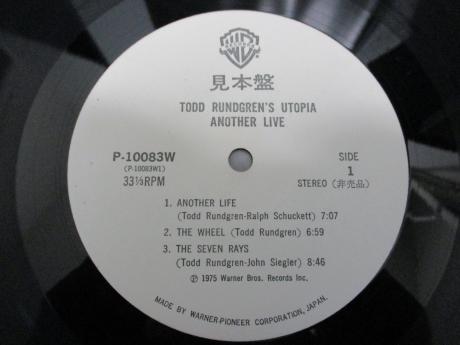 見本盤
TODD RUNDGREN'S UTOPIA
ANOTHER LIVE
P-10083W
(P-10083W1)
33⅓RPM
SIDE
1
STEREO (非売品)
1. ANOTHER LIFE
(Todd Rundgren-Ralph Schuckett) 7:07
2. THE WHEEL (Todd Rundgren) 6:59
3. THE SEVEN RAYS
(Todd Rundgren-John Siegler) 8:46
Ⓟ 1975 Warner Bros. Records Inc.
MADE BY WARNER-PIONEER CORPORATION, JAPAN.